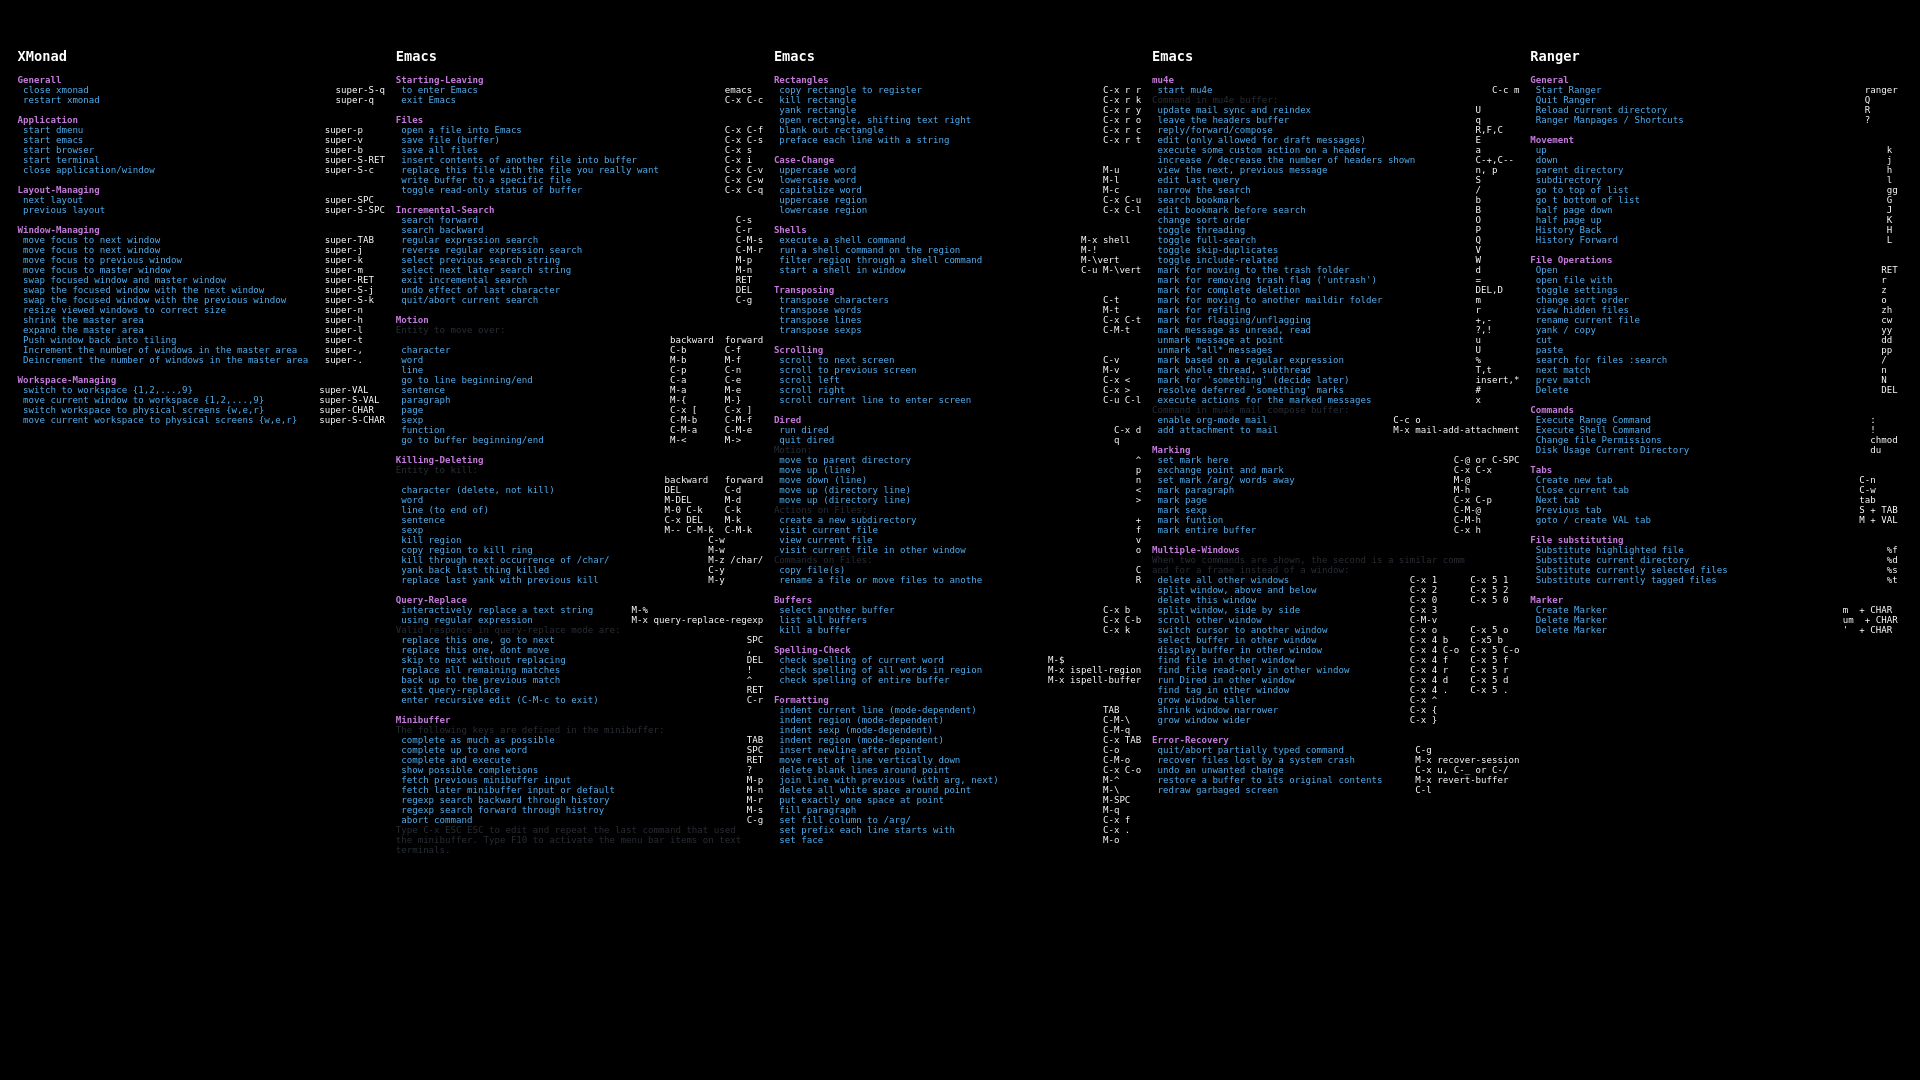 XMonad
Generall
close xmonad super-S-q
restart xmonad super-q
Application
start dmenu super-p
start emacs super-v
start browser super-b
start terminal super-S-RET
close application/window super-S-c
Layout-Managing
next layout super-SPC
previous layout super-S-SPC
Window-Managing
move focus to next window super-TAB
move focus to next window super-j
move focus to previous window super-k
move focus to master window super-m
swap focused window and master window super-RET
swap the focused window with the next window super-S-j
swap the focused window with the previous window super-S-k
resize viewed windows to correct size super-n
shrink the master area super-h
expand the master area super-l
Push window back into tiling super-t
Increment the number of windows in the master area super-,
Deincrement the number of windows in the master area super-.
Workspace-Managing
switch to workspace {1,2,...,9} super-VAL
move current window to workspace {1,2,...,9} super-S-VAL
switch workspace to physical screens {w,e,r} super-CHAR
move current workspace to physical screens {w,e,r} super-S-CHAR
Emacs
Starting-Leaving
to enter Emacs emacs
exit Emacs C-x C-c
Files
open a file into Emacs C-x C-f
save file (buffer) C-x C-s
save all files C-x s
insert contents of another file into buffer C-x i
replace this file with the file you really want C-x C-v
write buffer to a specific file C-x C-w
toggle read-only status of buffer C-x C-q
Incremental-Search
search forward C-s
search backward C-r
regular expression search C-M-s
reverse regular expression search C-M-r
select previous search string M-p
select next later search string M-n
exit incremental search RET
undo effect of last character DEL
quit/abort current search C-g
Motion
Entity to move over:
backward forward
character C-b C-f
word M-b M-f
line C-p C-n
go to line beginning/end C-a C-e
sentence M-a M-e
paragraph M-{ M-}
page C-x [ C-x ]
sexp C-M-b C-M-f
function C-M-a C-M-e
go to buffer beginning/end M-< M->
Killing-Deleting
Entity to kill:
backward forward
character (delete, not kill) DEL C-d
word M-DEL M-d
line (to end of) M-0 C-k C-k
sentence C-x DEL M-k
sexp M-- C-M-k C-M-k
kill region C-w
copy region to kill ring M-w
kill through next occurrence of /char/ M-z /char/
yank back last thing killed C-y
replace last yank with previous kill M-y
Query-Replace
interactively replace a text string M-%
using regular expression M-x query-replace-regexp
Valid responce in query-replace mode are:
replace this one, go to next SPC
replace this one, dont move ,
skip to next without replacing DEL
replace all remaining matches !
back up to the previous match ^
exit query-replace RET
enter recursive edit (C-M-c to exit) C-r
Minibuffer
The following keys are defined in the minibuffer:
complete as much as possible TAB
complete up to one word SPC
complete and execute RET
show possible completions ?
fetch previous minibuffer input M-p
fetch later minibuffer input or default M-n
regexp search backward through history M-r
regexp search forward through histroy M-s
abort command C-g
Type C-x ESC ESC to edit and repeat the last command that used
the minibuffer. Type F10 to activate the menu bar items on text
terminals.
Emacs
Rectangles
copy rectangle to register C-x r r
kill rectangle C-x r k
yank rectangle C-x r y
open rectangle, shifting text right C-x r o
blank out rectangle C-x r c
preface each line with a string C-x r t
Case-Change
uppercase word M-u
lowercase word M-l
capitalize word M-c
uppercase region C-x C-u
lowercase region C-x C-l
Shells
execute a shell command M-x shell
run a shell command on the region M-!
filter region through a shell command M-\vert
start a shell in window C-u M-\vert
Transposing
transpose characters C-t
transpose words M-t
transpose lines C-x C-t
transpose sexps C-M-t
Scrolling
scroll to next screen C-v
scroll to previous screen M-v
scroll left C-x <
scroll right C-x >
scroll current line to enter screen C-u C-l
Dired
run dired C-x d
quit dired q
Motion:
move to parent directory ^
move up (line) p
move down (line) n
move up (directory line) <
move up (directory line) >
Actions on Files:
create a new subdirectory +
visit current file f
view current file v
visit current file in other window o
Commands on Files:
copy file(s) C
rename a file or move files to anothe R
Buffers
select another buffer C-x b
list all buffers C-x C-b
kill a buffer C-x k
Spelling-Check
check spelling of current word M-$
check spelling of all words in region M-x ispell-region
check spelling of entire buffer M-x ispell-buffer
Formatting
indent current line (mode-dependent) TAB
indent region (mode-dependent) C-M-\
indent sexp (mode-dependent) C-M-q
indent region (mode-dependent) C-x TAB
insert newline after point C-o
move rest of line vertically down C-M-o
delete blank lines around point C-x C-o
join line with previous (with arg, next) M-^
delete all white space around point M-\
put exactly one space at point M-SPC
fill paragraph M-q
set fill column to /arg/ C-x f
set prefix each line starts with C-x .
set face M-o
Emacs
mu4e
start mu4e C-c m
Command in mu4e buffer:
update mail sync and reindex U
leave the headers buffer q
reply/forward/compose R,F,C
edit (only allowed for draft messages) E
execute some custom action on a header a
increase / decrease the number of headers shown C-+,C--
view the next, previous message n, p
edit last query S
narrow the search /
search bookmark b
edit bookmark before search B
change sort order O
toggle threading P
toggle full-search Q
toggle skip-duplicates V
toggle include-related W
mark for moving to the trash folder d
mark for removing trash flag ('untrash') =
mark for complete deletion DEL,D
mark for moving to another maildir folder m
mark for refiling r
mark for flagging/unflagging +,-
mark message as unread, read ?,!
unmark message at point u
unmark *all* messages U
mark based on a regular expression %
mark whole thread, subthread T,t
mark for 'something' (decide later) insert,*
resolve deferred 'something' marks #
execute actions for the marked messages x
Command in mu4e mail compose buffer:
enable org-mode mail C-c o
add attachment to mail M-x mail-add-attachment
Marking
set mark here C-@ or C-SPC
exchange point and mark C-x C-x
set mark /arg/ words away M-@
mark paragraph M-h
mark page C-x C-p
mark sexp C-M-@
mark funtion C-M-h
mark entire buffer C-x h
Multiple-Windows
When two commands are shown, the second is a similar comm
and for a frame instead of a window:
delete all other windows C-x 1 C-x 5 1
split window, above and below C-x 2 C-x 5 2
delete this window C-x 0 C-x 5 0
split window, side by side C-x 3
scroll other window C-M-v
switch cursor to another window C-x o C-x 5 o
select buffer in other window C-x 4 b C-x5 b
display buffer in other window C-x 4 C-o C-x 5 C-o
find file in other window C-x 4 f C-x 5 f
find file read-only in other window C-x 4 r C-x 5 r
run Dired in other window C-x 4 d C-x 5 d
find tag in other window C-x 4 . C-x 5 .
grow window taller C-x ^
shrink window narrower C-x {
grow window wider C-x }
Error-Recovery
quit/abort partially typed command C-g
recover files lost by a system crash M-x recover-session
undo an unwanted change C-x u, C-_ or C-/
restore a buffer to its original contents M-x revert-buffer
redraw garbaged screen C-l
Ranger
General
Start Ranger ranger
Quit Ranger Q
Reload current directory R
Ranger Manpages / Shortcuts ?
Movement
up k
down j
parent directory h
subdirectory l
go to top of list gg
go t bottom of list G
half page down J
half page up K
History Back H
History Forward L
File Operations
Open RET
open file with r
toggle settings z
change sort order o
view hidden files zh
rename current file cw
yank / copy yy
cut dd
paste pp
search for files :search /
next match n
prev match N
Delete DEL
Commands
Execute Range Command :
Execute Shell Command !
Change file Permissions chmod
Disk Usage Current Directory du
Tabs
Create new tab C-n
Close current tab C-w
Next tab tab
Previous tab S + TAB
goto / create VAL tab M + VAL
File substituting
Substitute highlighted file %f
Substitute current directory %d
Substitute currently selected files %s
Substitute currently tagged files %t
Marker
Create Marker m + CHAR
Delete Marker um + CHAR
Delete Marker ' + CHAR